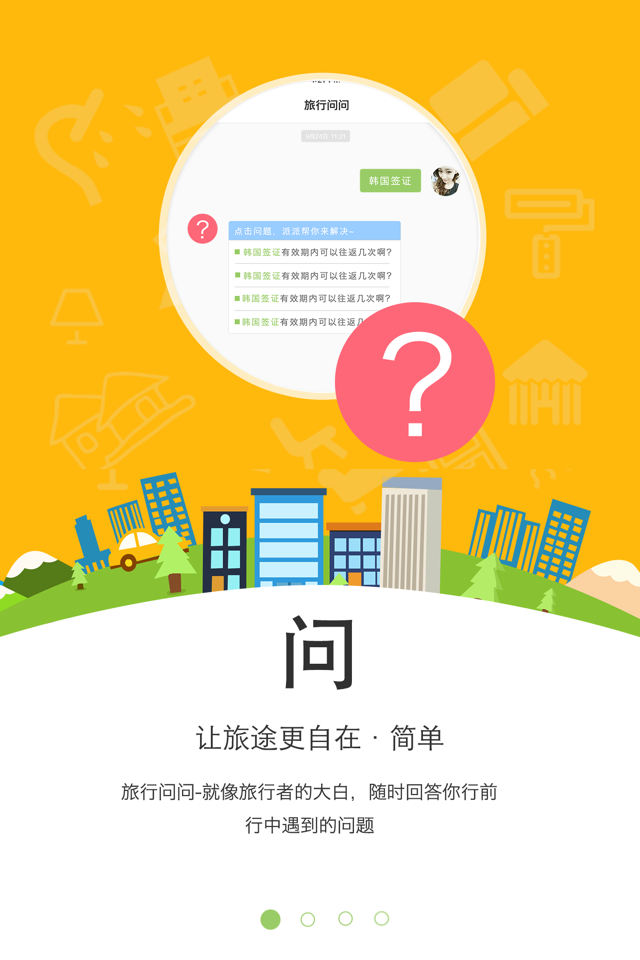 旅行问问
韩国签证
?
点击问题，派派帮你来解决~
韩国签证有效期内可以往返几次啊?
韩国签证有效期内可以往返几次啊?
韩国签证有效期内可以往返几次啊?
韩国签证有效期内可以往返几
?
问
让旅途更自在·简单
旅行问问-就像旅行者的大白，随时回答你行前
行中遇到的问题